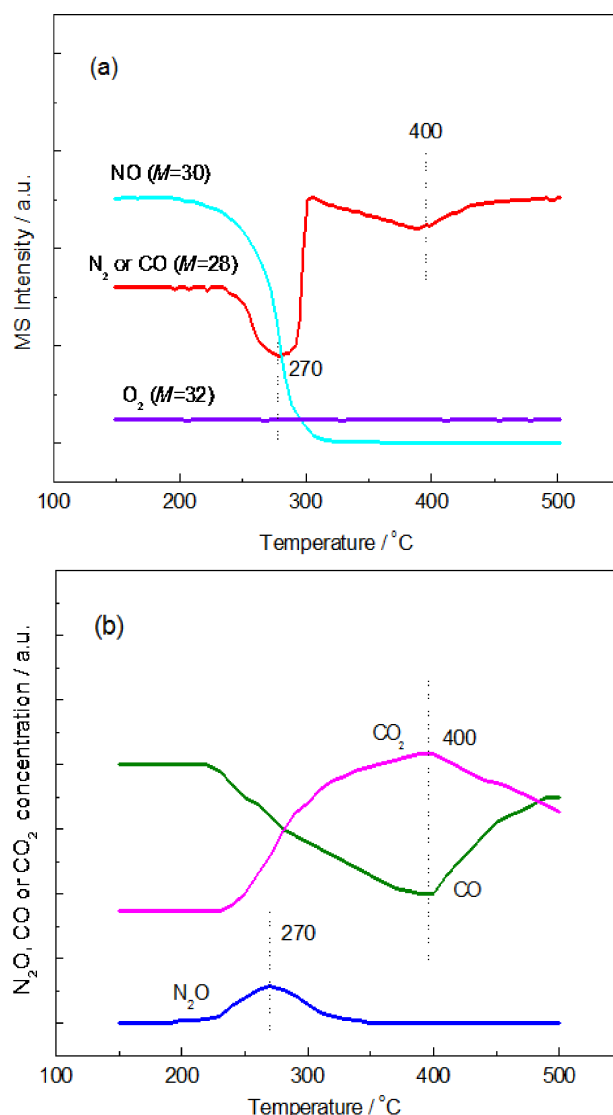 (a)
400
NO (M=30)
N₂ or CO (M=28)
270
O₂ (M=32)
MS Intensity / a.u.
100 200 300 400 500
Temperature / °C
(b)
CO₂ 400
CO
270
N₂O
N₂O, CO or CO₂ concentration / a.u.
100 200 300 400 500
Temperature / °C